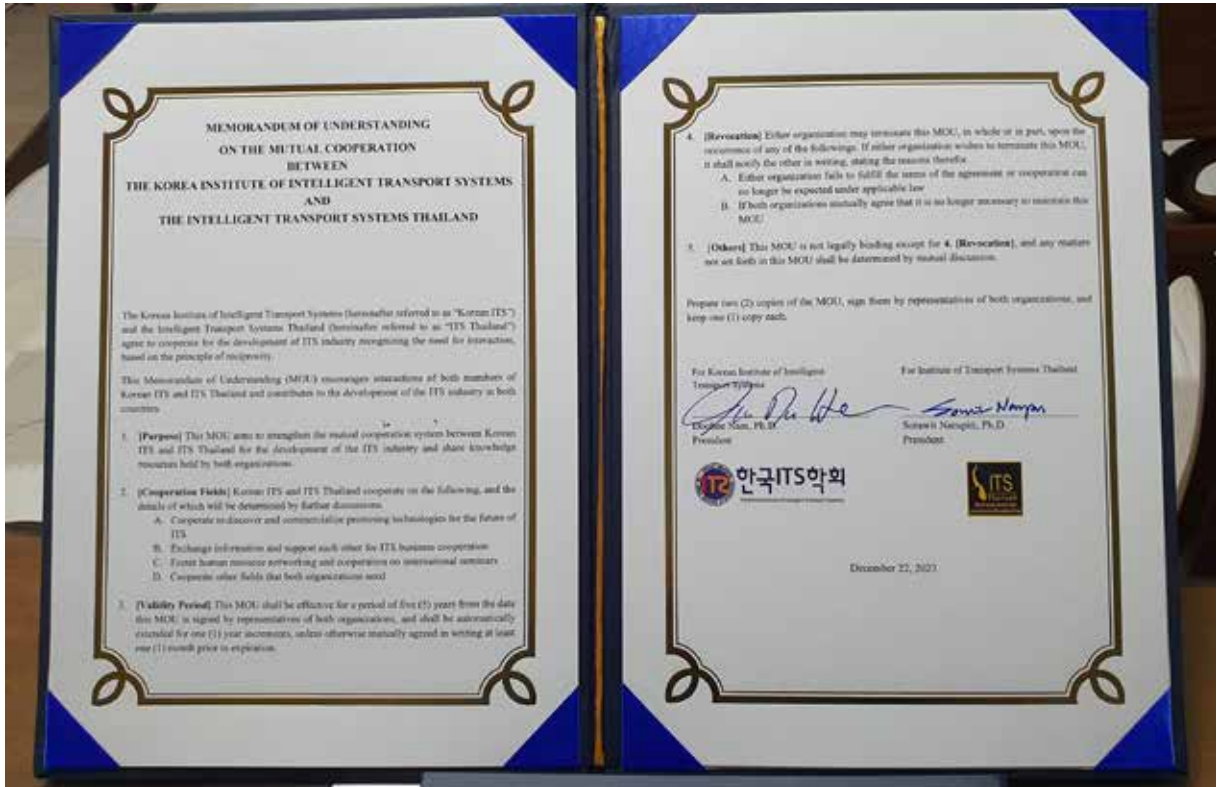 MEMORANDUM OF UNDERSTANDING
ON THE MUTUAL COOPERATION
BETWEEN
THE KOREA INSTITUTE OF INTELLIGENT TRANSPORT SYSTEMS
AND
THE INTELLIGENT TRANSPORT SYSTEMS THAILAND
The Korean Institute of Intelligent Transport Systems (hereinafter referred to as "Korean ITS")
and the Intelligent Transport Systems Thailand (hereinafter referred to as "ITS Thailand")
agree to cooperate for the development of ITS industry recognizing the need for interaction,
based on the principle of reciprocity.
This Memorandum of Understanding (MOU) encourages interactions of both members of
Korean ITS and ITS Thailand and contributes to the development of the ITS industry in both
countries.
1. [Purpose] This MOU aims to strengthen the mutual cooperation system between Korean
ITS and ITS Thailand for the development of the ITS industry and share knowledge
resources held by both organizations.
2. [Cooperation Fields] Korean ITS and ITS Thailand cooperate on the following, and the
details of which will be determined by further discussions.
A. Cooperate to discover and commercialize promising technologies for the future of
ITS
B. Exchange information and support each other for ITS business cooperation
C. Foster human resource networking and cooperation on international seminars
D. Cooperate other fields that both organizations need
3. [Validity Period] This MOU shall be effective for a period of five (5) years from the date
this MOU is signed by representatives of both organizations, and shall be automatically
extended for one (1) year increments, unless otherwise mutually agreed in writing at least
one (1) month prior to expiration.
4. [Revocation] Either organization may terminate this MOU, in whole or in part, upon the
occurrence of any of the followings. If either organization wishes to terminate this MOU,
it shall notify the other in writing, stating the reasons therefor.
A. Either organization fails to fulfill the terms of the agreement or cooperation can
no longer be expected under applicable law
B. If both organizations mutually agree that it is no longer necessary to maintain this
MOU
5. [Others] This MOU is not legally binding except for 4. [Revocation], and any matters
not set forth in this MOU shall be determined by mutual discussion.
Prepare two (2) copies of the MOU, sign them by representatives of both organizations, and
keep one (1) copy each.
For Korean Institute of Intelligent
Transport Systems
Nam, Ph.D.
President
For Institute of Transport Systems Thailand
Sorawit Narupiti, Ph.D.
President
한국ITS학회
ITS
December 22, 2023